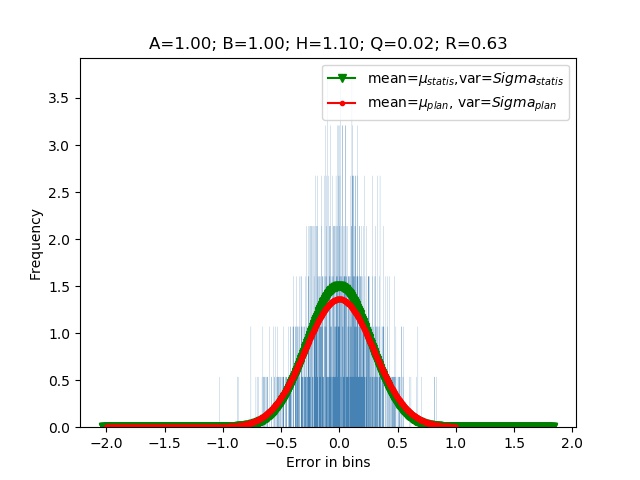 A=1.00; B=1.00; H=1.10; Q=0.02; R=0.63
mean=μstatis,var=Sigmastatis
mean=μplan, var=Sigmaplan
Frequency
3.5
3.0
2.5
2.0
1.5
1.0
0.5
0.0
−2.0 −1.5 −1.0 −0.5 0.0 0.5 1.0 1.5 2.0
Error in bins